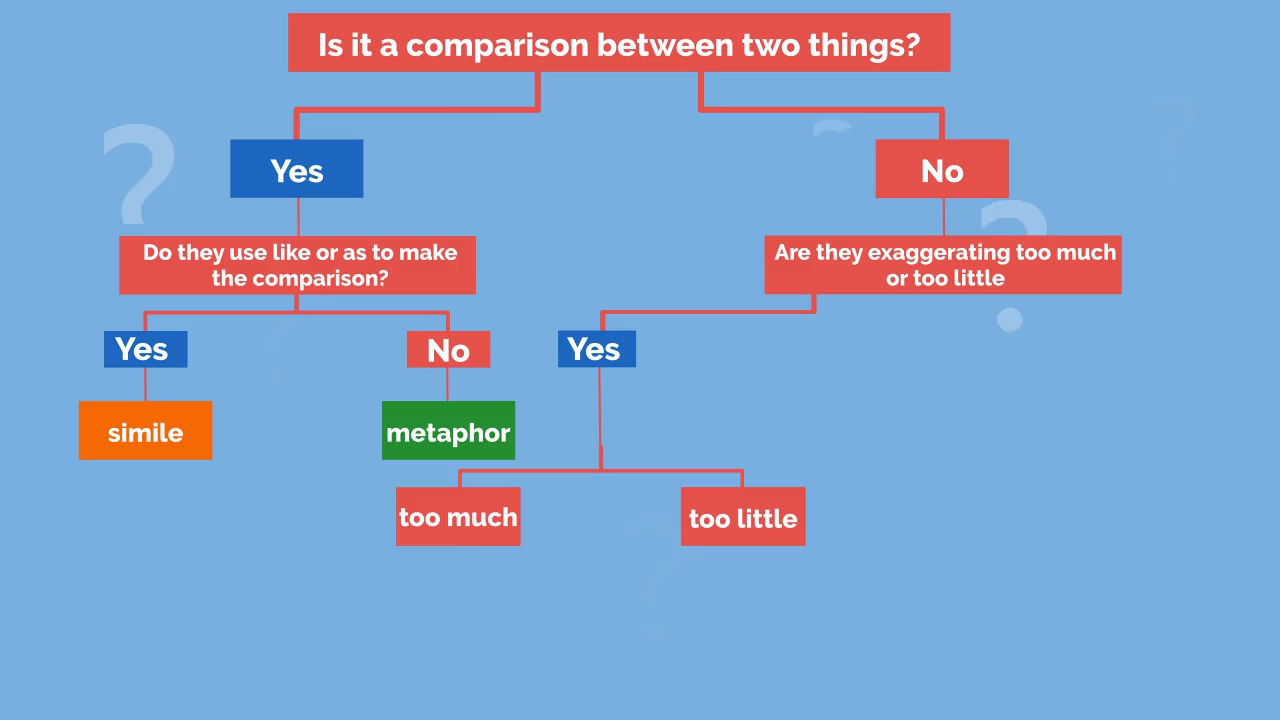 Is it a comparison between two things?
Yes
No
Do they use like or as to make
the comparison?
Are they exaggerating too much
or too little
Yes
No
Yes
simile
metaphor
too much
too little